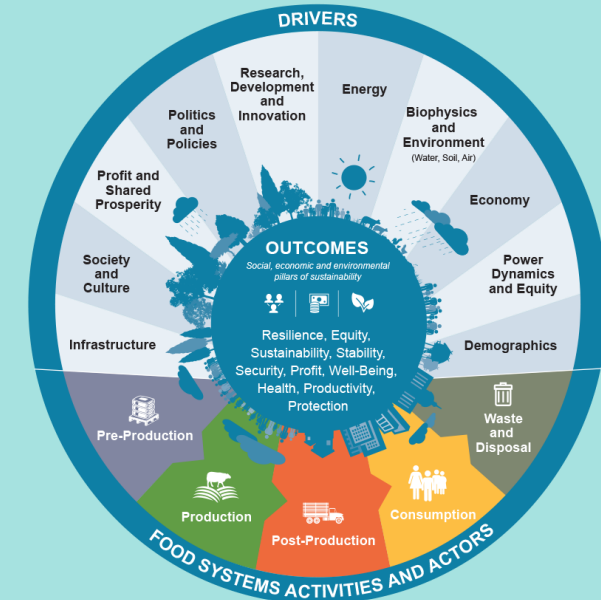 DRIVERS
Infrastructure
Society
and
Culture
Profit and
Shared
Prosperity
Politics
and
Policies
Research,
Development
and
Innovation
Energy
Biophysics
and
Environment
(Water, Soil, Air)
Economy
Power
Dynamics
and Equity
Demographics
OUTCOMES
Social, economic and environmental
pillars of sustainability
Resilience, Equity,
Sustainability, Stability,
Security, Profit, Well-Being,
Health, Productivity,
Protection
Pre-Production
Production
Post-Production
Consumption
Waste
and
Disposal
FOOD SYSTEMS ACTIVITIES AND ACTORS